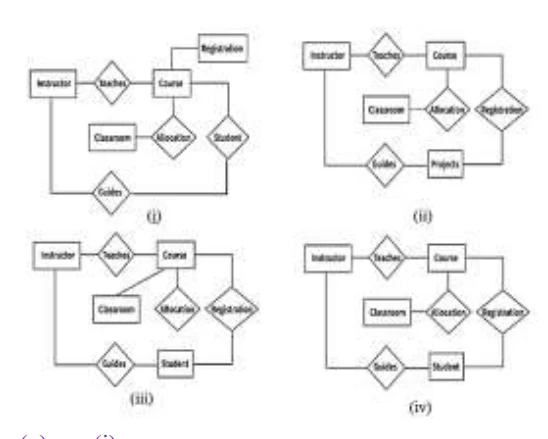 Registration
Instructor Teaches Course
Classroom Allocation Student
Guides
(i)
Instructor Teaches Course
Classroom Allocation Registration
Guides Projects
(ii)
Instructor Teaches Course
Classroom Allocation Registration
Guides Student
(iii)
Instructor Teaches Course
Classroom Allocation Registration
Guides Student
(iv)